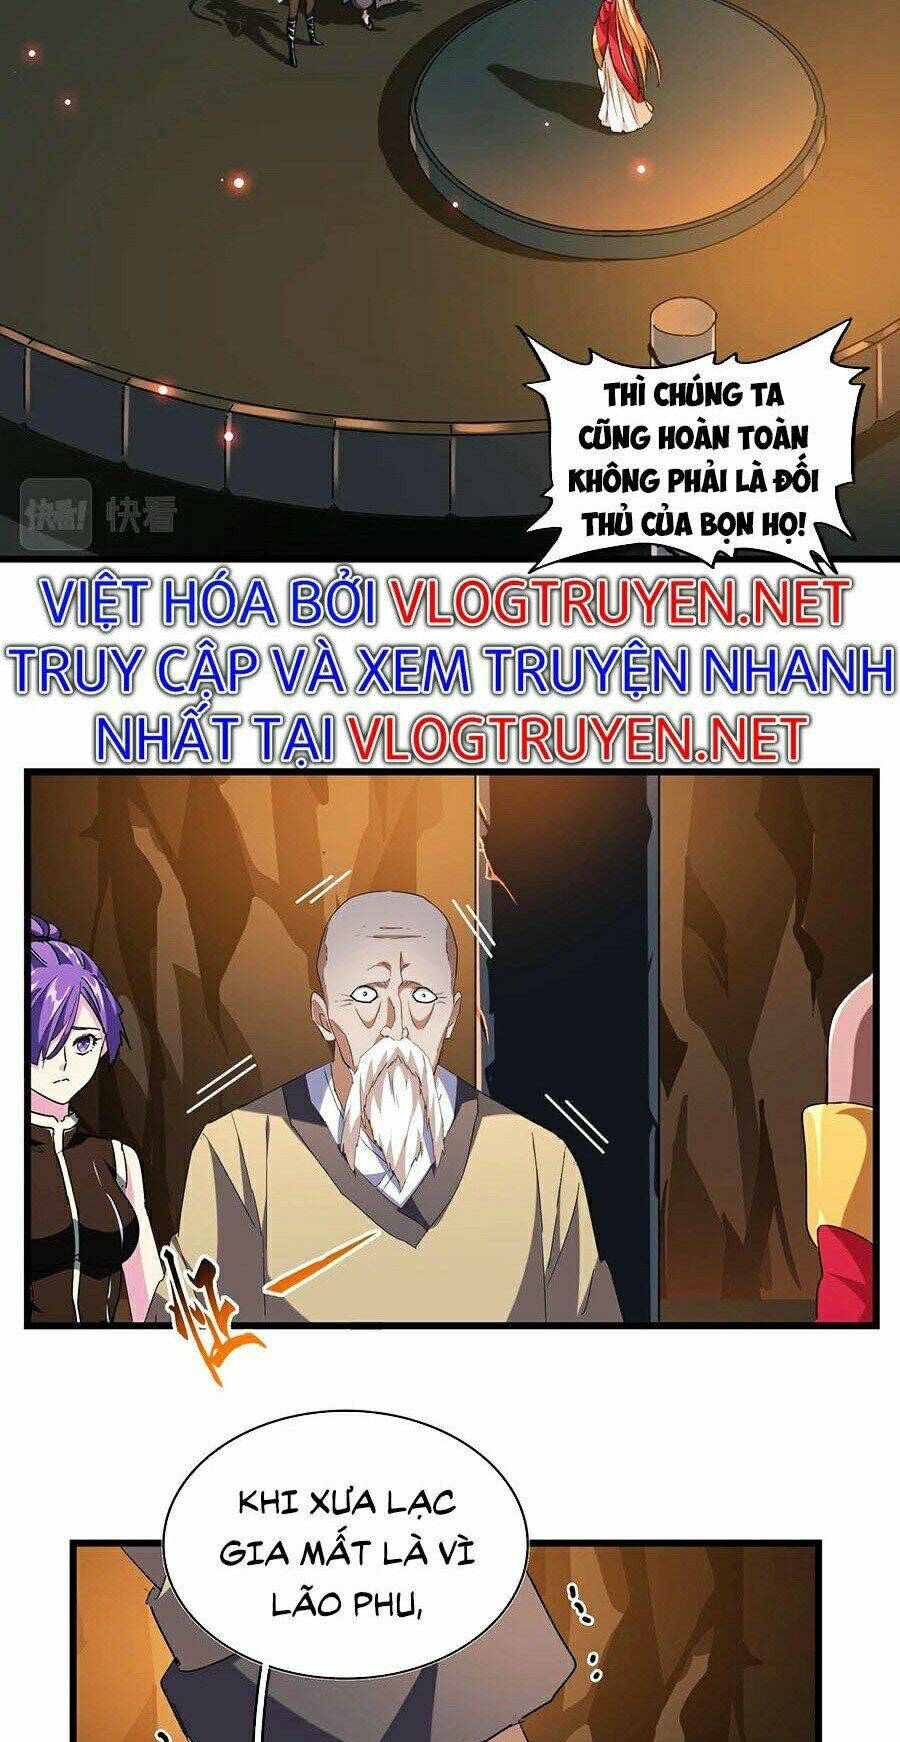 THÌ CHÚNG TA
CŨNG HOÀN TOÀN
KHÔNG PHẢI LÀ ĐỐI
THỦ CỦA BỌN HỌ!
快看! 快看
VIỆT HÓA BỞI VLOGTRUYEN.NET
TRUY CẬP VÀ XEM TRUYỆN NHANH
NHẤT TẠI VLOGTRUYEN.NET
KHI XƯA LẠC
GIA MẤT LÀ VÌ
LÃO PHU,